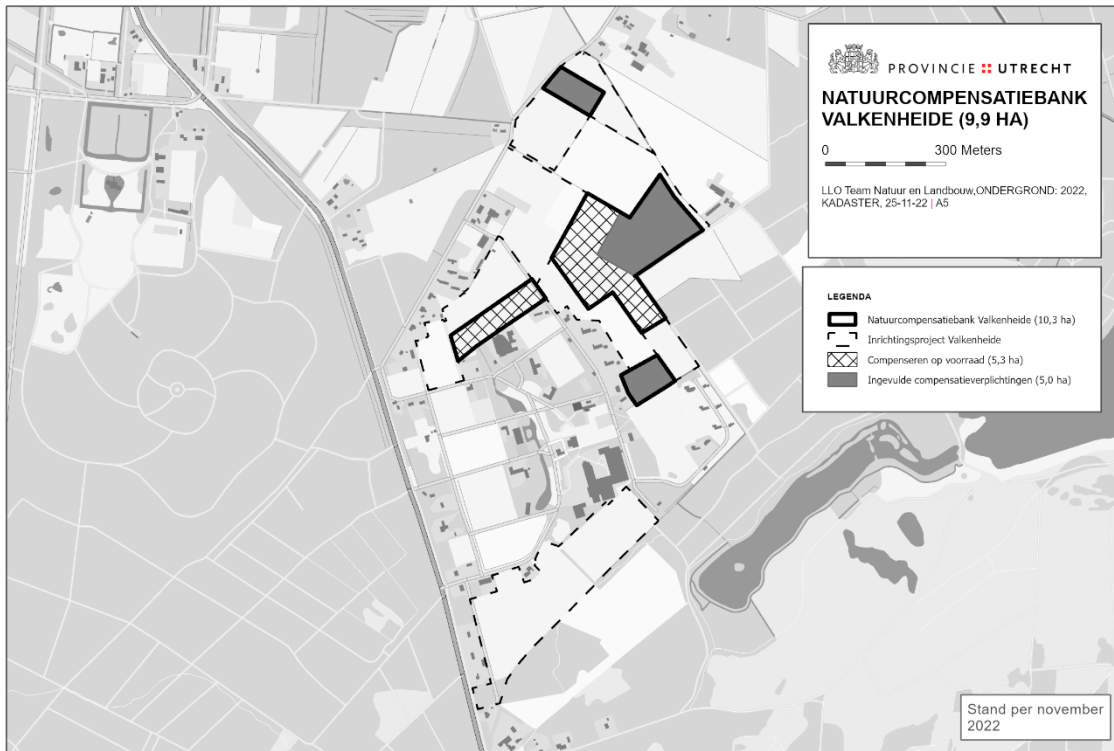 PROVINCIE UTRECHT
NATUURCOMPENSATIEBANK
VALKENHEIDE (9,9 HA)
0 300 Meters
LLO Team Natuur en Landbouw,ONDERGROND: 2022,
KADASTER, 25-11-22 | A5
LEGENDA
Natuurcompensatiebank Valkenheide (10,3 ha)
Inrichtingsproject Valkenheide
Compenseren op voorraad (5,3 ha)
Ingevulde compensatieverplichtingen (5,0 ha)
Stand per november
2022